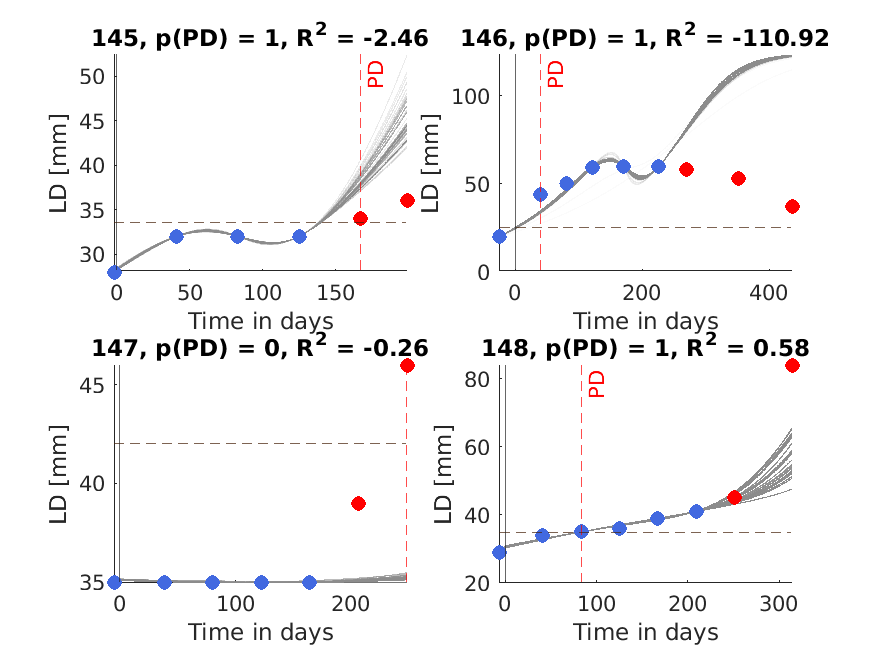 145, p(PD) = 1, R² = -2.46
146, p(PD) = 1, R² = -110.92
LD [mm]
50
45
40
35
30
PD
0
50
100
150
Time in days
LD [mm]
100
50
0
PD
0
200
400
Time in days
147, p(PD) = 0, R² = -0.26
148, p(PD) = 1, R² = 0.58
LD [mm]
45
40
35
0
100
200
Time in days
LD [mm]
80
60
40
20
PD
0
100
200
300
Time in days